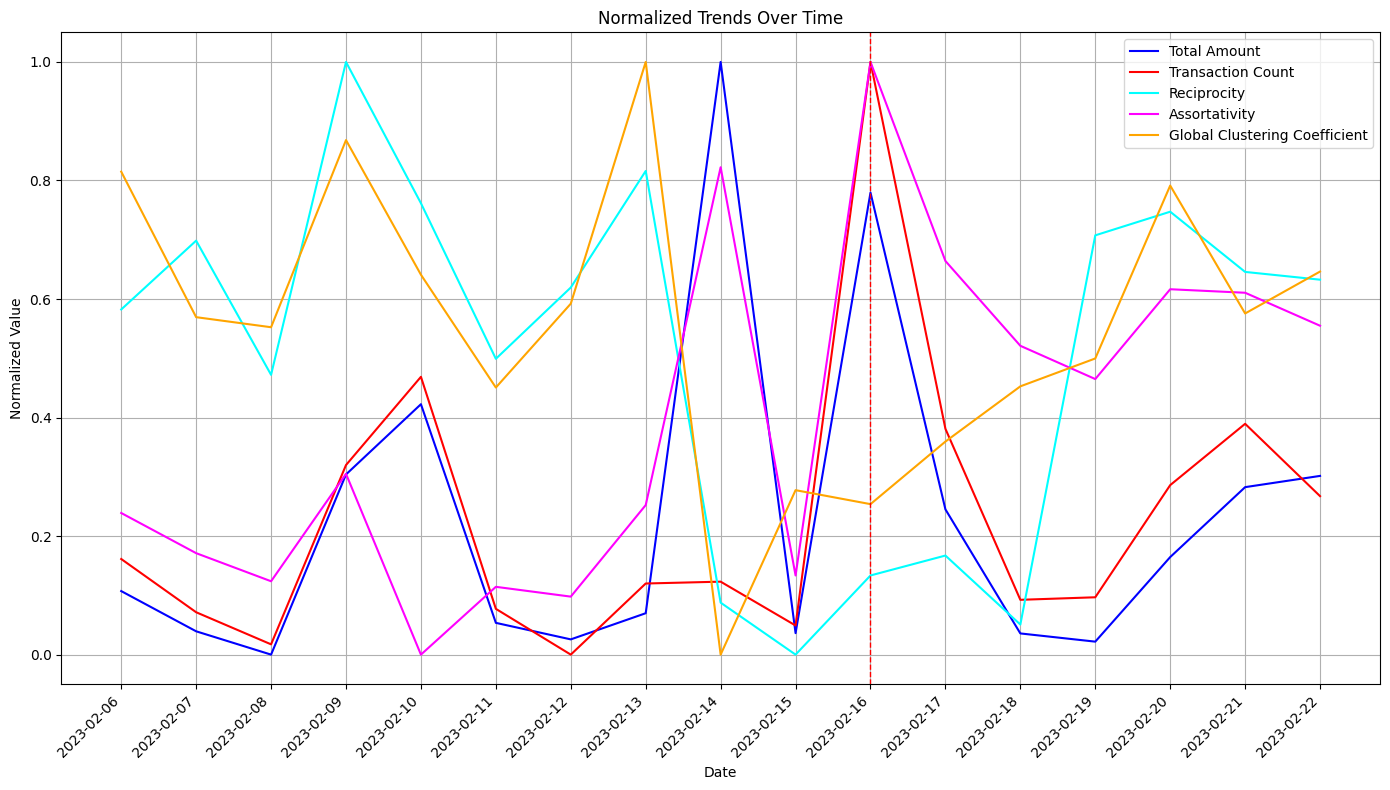 Normalized Trends Over Time
Total Amount
Transaction Count
Reciprocity
Assortativity
Global Clustering Coefficient
Normalized Value
1.0
0.8
0.6
0.4
0.2
0.0
2023-02-06
2023-02-07
2023-02-08
2023-02-09
2023-02-10
2023-02-11
2023-02-12
2023-02-13
2023-02-14
2023-02-15
2023-02-16
2023-02-17
2023-02-18
2023-02-19
2023-02-20
2023-02-21
2023-02-22
Date